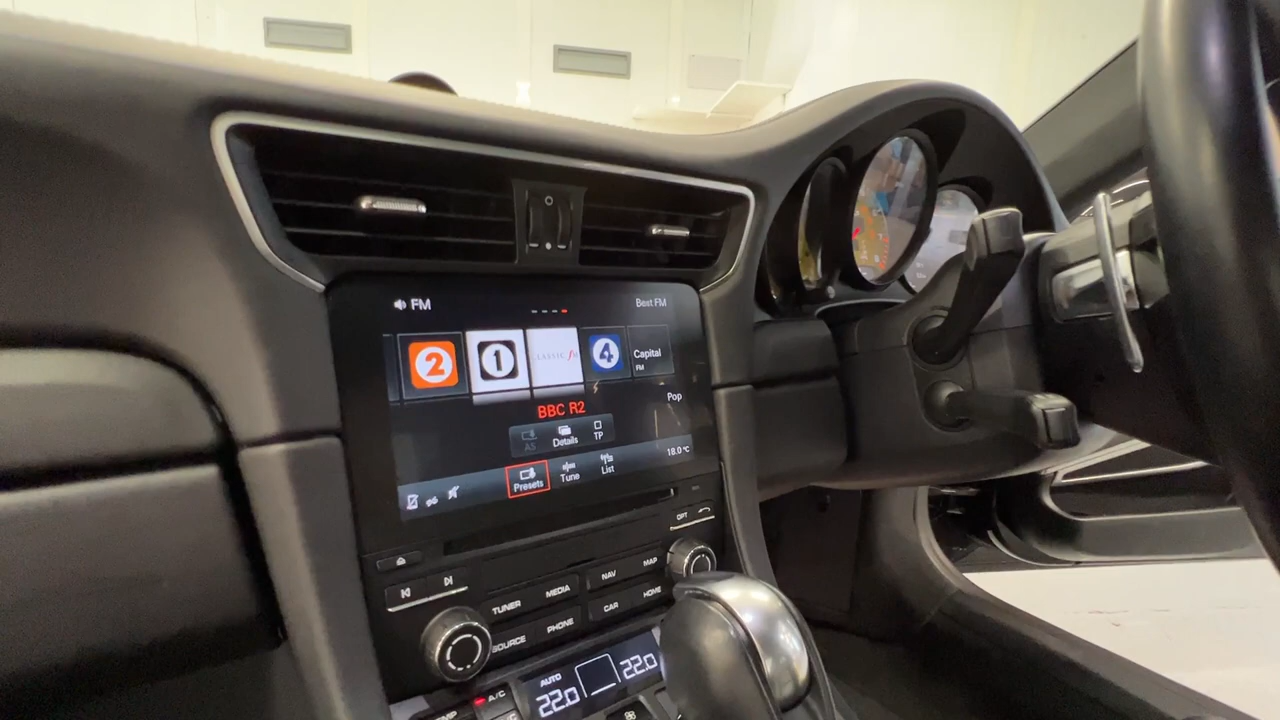 FM
Best FM
2
1
CLASSIC fM
4
Capital
FM
BBC R2
Pop
AS
Details
TP
18.0 °C
Presets
Tune
List
OPT
TUNER
MEDIA
NAV
MAP
SOURCE
PHONE
CAR
HOME
AUTO
22.0
22.0
A/C